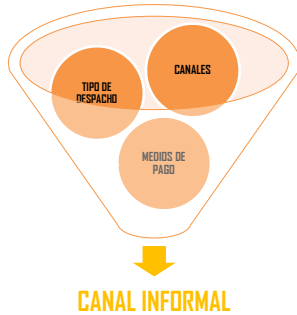 CANALES
TIPO DE
DESPACHO
MEDIOS DE
PAGO
CANAL INFORMAL